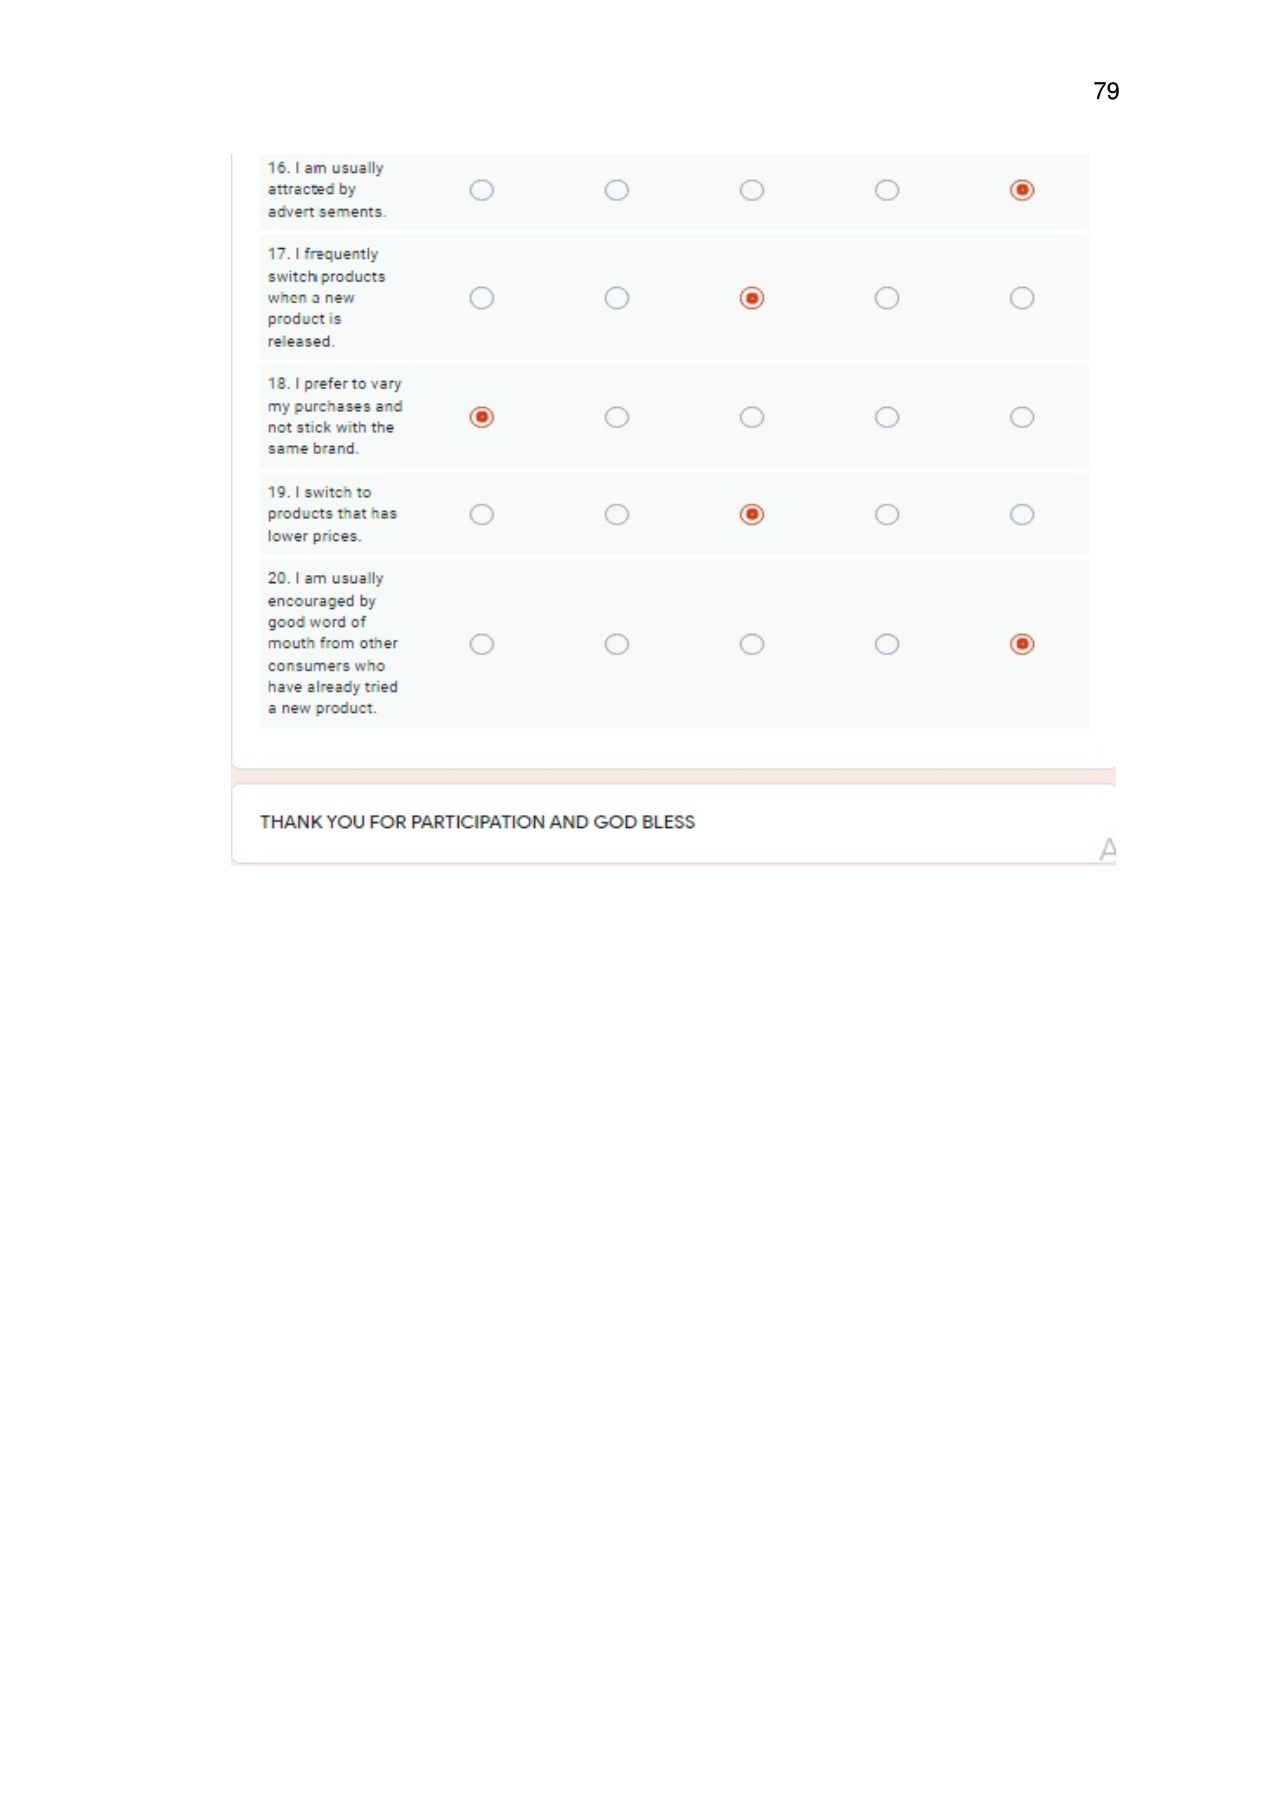 79
16. I am usually
attracted by
advert sements.
17. I frequently
switch products
when a new
product is
released.
18. I prefer to vary
my purchases and
not stick with the
same brand.
19. I switch to
products that has
lower prices.
20. I am usually
encouraged by
good word of
mouth from other
consumers who
have already tried
a new product.
THANK YOU FOR PARTICIPATION AND GOD BLESS
A